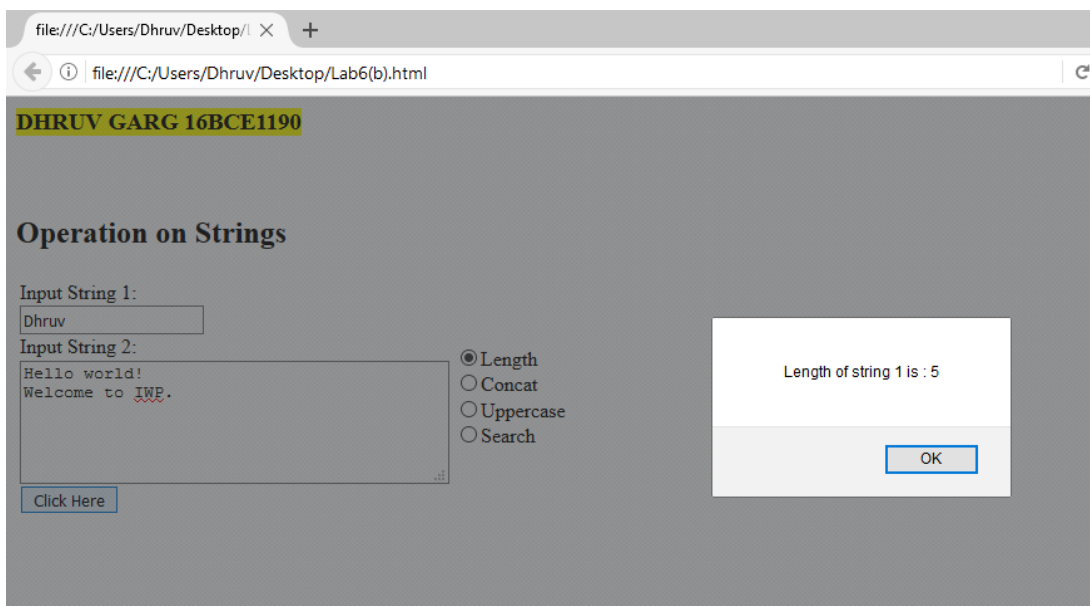 file:///C:/Users/Dhruv/Desktop/l
file:///C:/Users/Dhruv/Desktop/Lab6(b).html
DHRUV GARG 16BCE1190
Operation on Strings
Input String 1:
Dhruv
Input String 2:
Hello world!
Welcome to IWP.
Length
Concat
Uppercase
Search
Click Here
Length of string 1 is : 5
OK